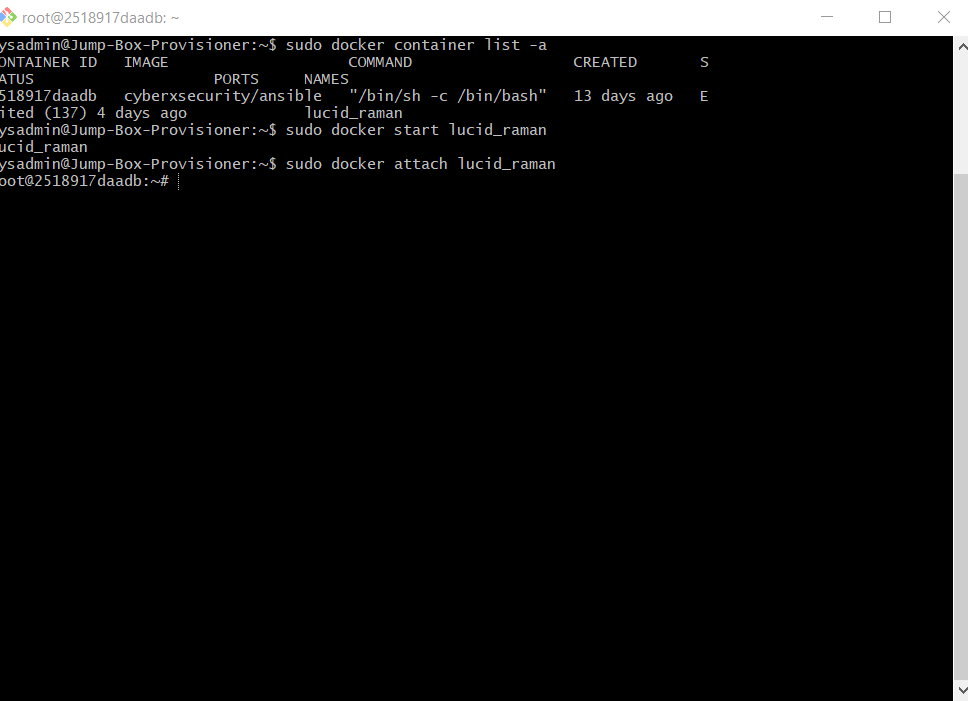 root@2518917daadb: ~
ysadmin@Jump-Box-Provisioner:~$ sudo docker container list -a
ONTAINER ID   IMAGE                    COMMAND                  CREATED       S
ATUS                    PORTS     NAMES
518917daadb   cyberxsecurity/ansible   "/bin/sh -c /bin/bash"   13 days ago   E
ited (137) 4 days ago             lucid_raman
ysadmin@Jump-Box-Provisioner:~$ sudo docker start lucid_raman
ucid_raman
ysadmin@Jump-Box-Provisioner:~$ sudo docker attach lucid_raman
oot@2518917daadb:~#